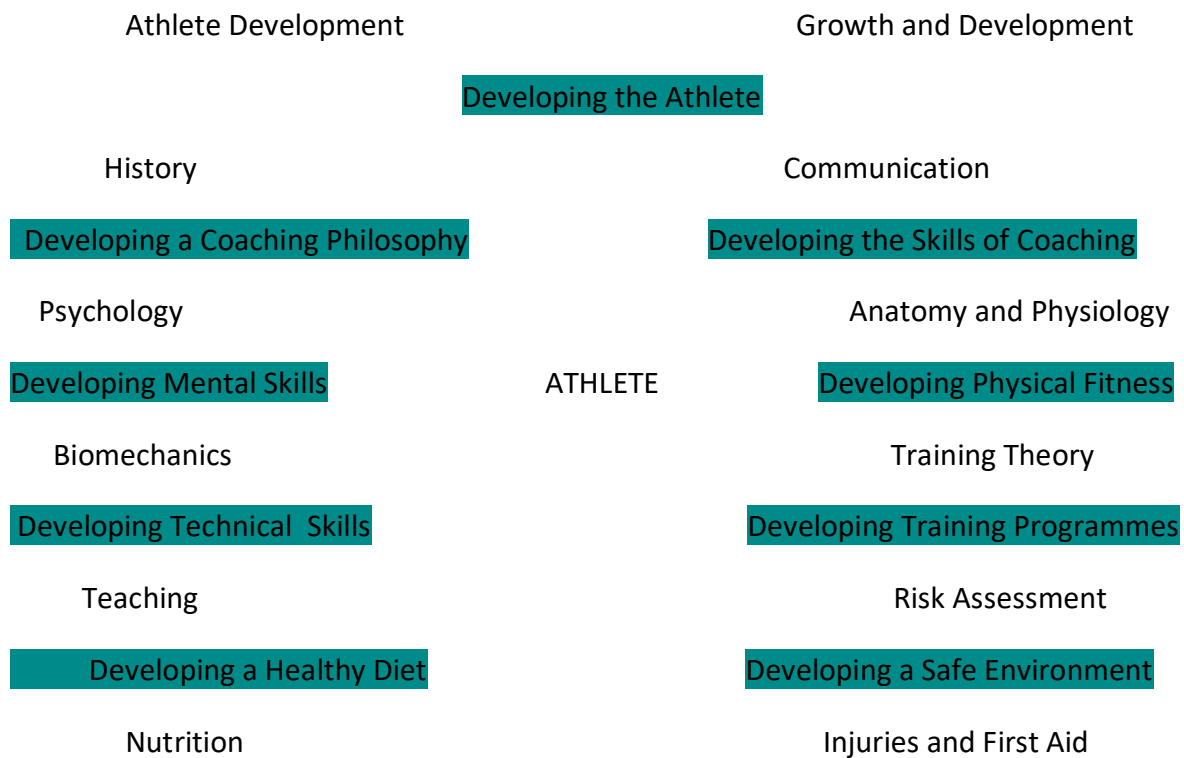 Athlete Development Growth and Development
Developing the Athlete
History Communication
Developing a Coaching Philosophy Developing the Skills of Coaching
Psychology Anatomy and Physiology
Developing Mental Skills ATHLETE Developing Physical Fitness
Biomechanics Training Theory
Developing Technical  Skills Developing Training Programmes
Teaching Risk Assessment
Developing a Healthy Diet Developing a Safe Environment
Nutrition Injuries and First Aid